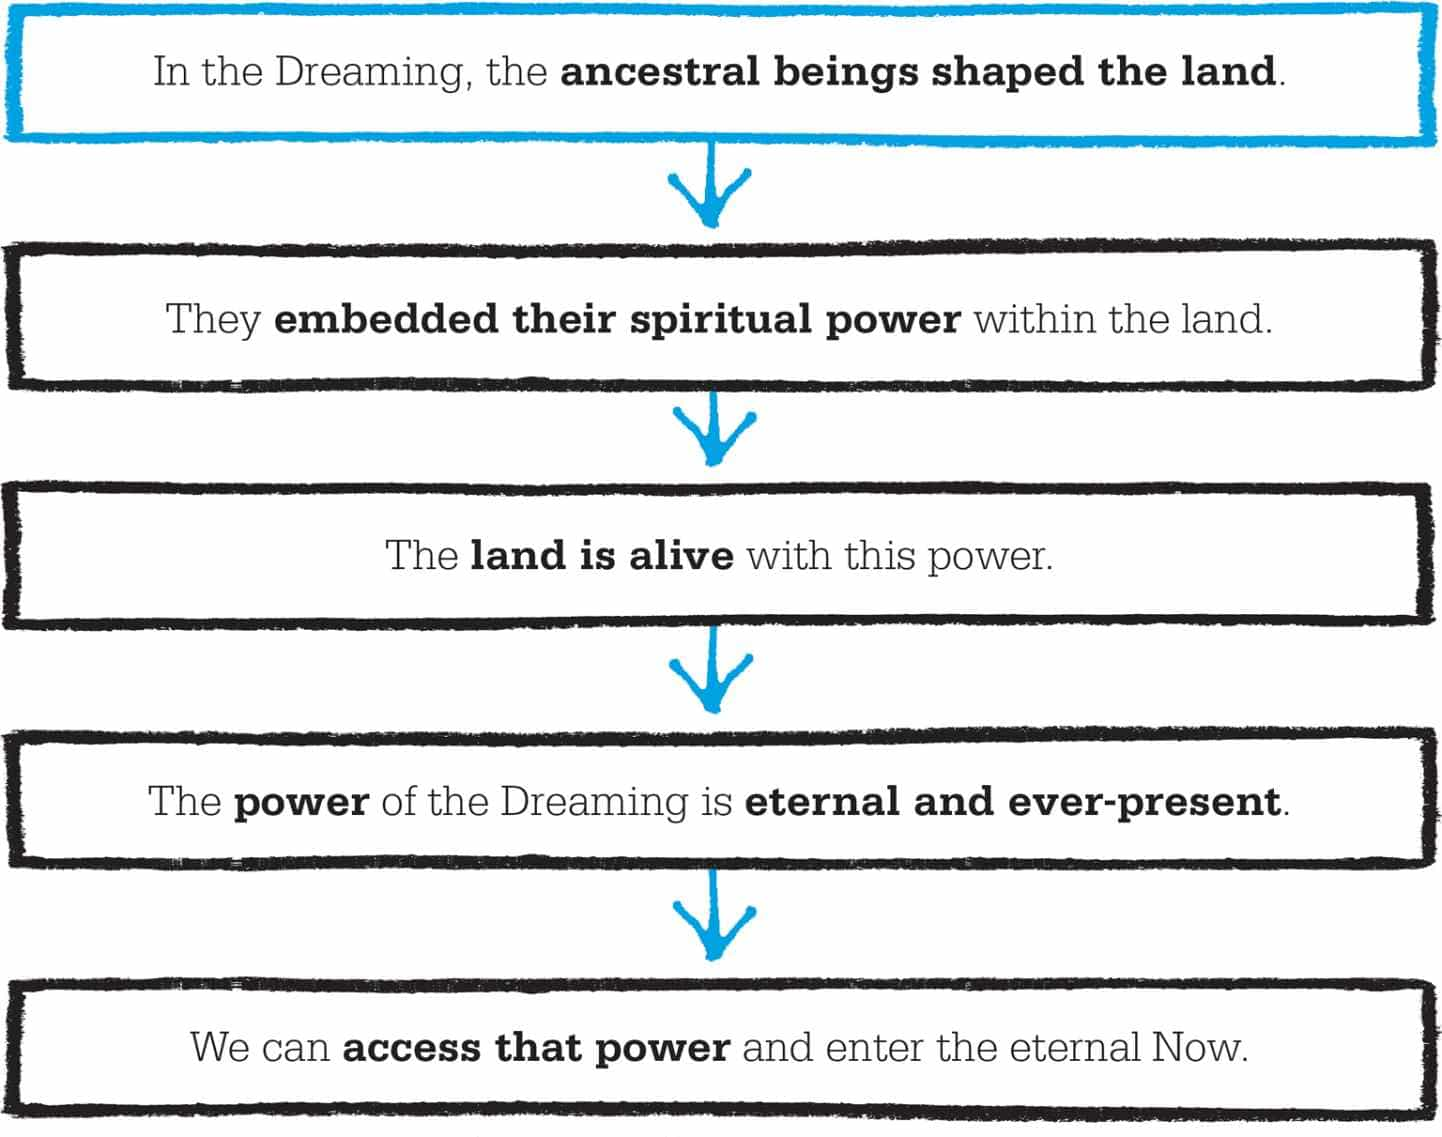 In the Dreaming, the ancestral beings shaped the land.
They embedded their spiritual power within the land.
The land is alive with this power.
The power of the Dreaming is eternal and ever-present.
We can access that power and enter the eternal Now.